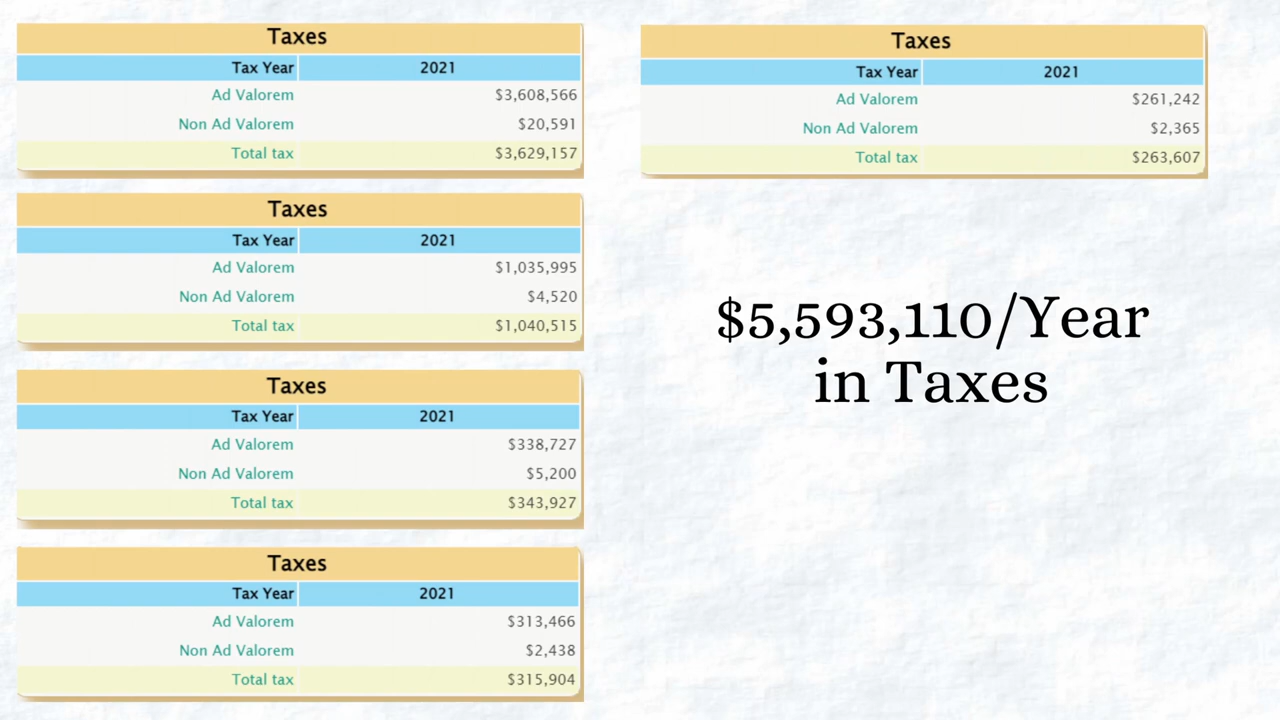 Taxes
Tax Year 2021
Ad Valorem $3,608,566
Non Ad Valorem $20,591
Total tax $3,629,157
Taxes
Tax Year 2021
Ad Valorem $1,035,995
Non Ad Valorem $4,520
Total tax $1,040,515
Taxes
Tax Year 2021
Ad Valorem $338,727
Non Ad Valorem $5,200
Total tax $343,927
Taxes
Tax Year 2021
Ad Valorem $313,466
Non Ad Valorem $2,438
Total tax $315,904
Taxes
Tax Year 2021
Ad Valorem $261,242
Non Ad Valorem $2,365
Total tax $263,607
$5,593,110/Year
in Taxes